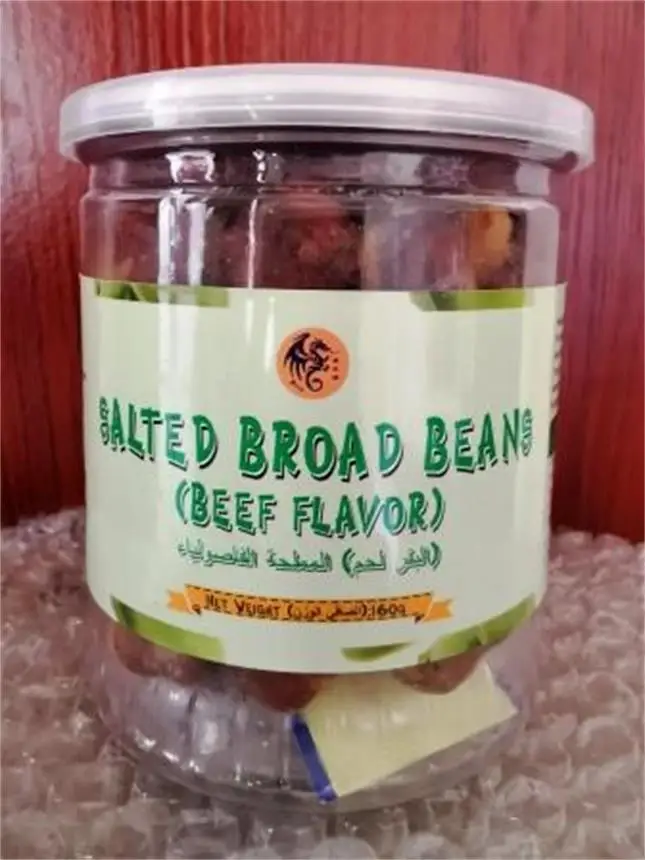 SALTED BROAD BEANS
(BEEF FLAVOR)
(البقر لحم) المملحة الفاصولياء
NET WEIGHT (الصافي الوزن):160g